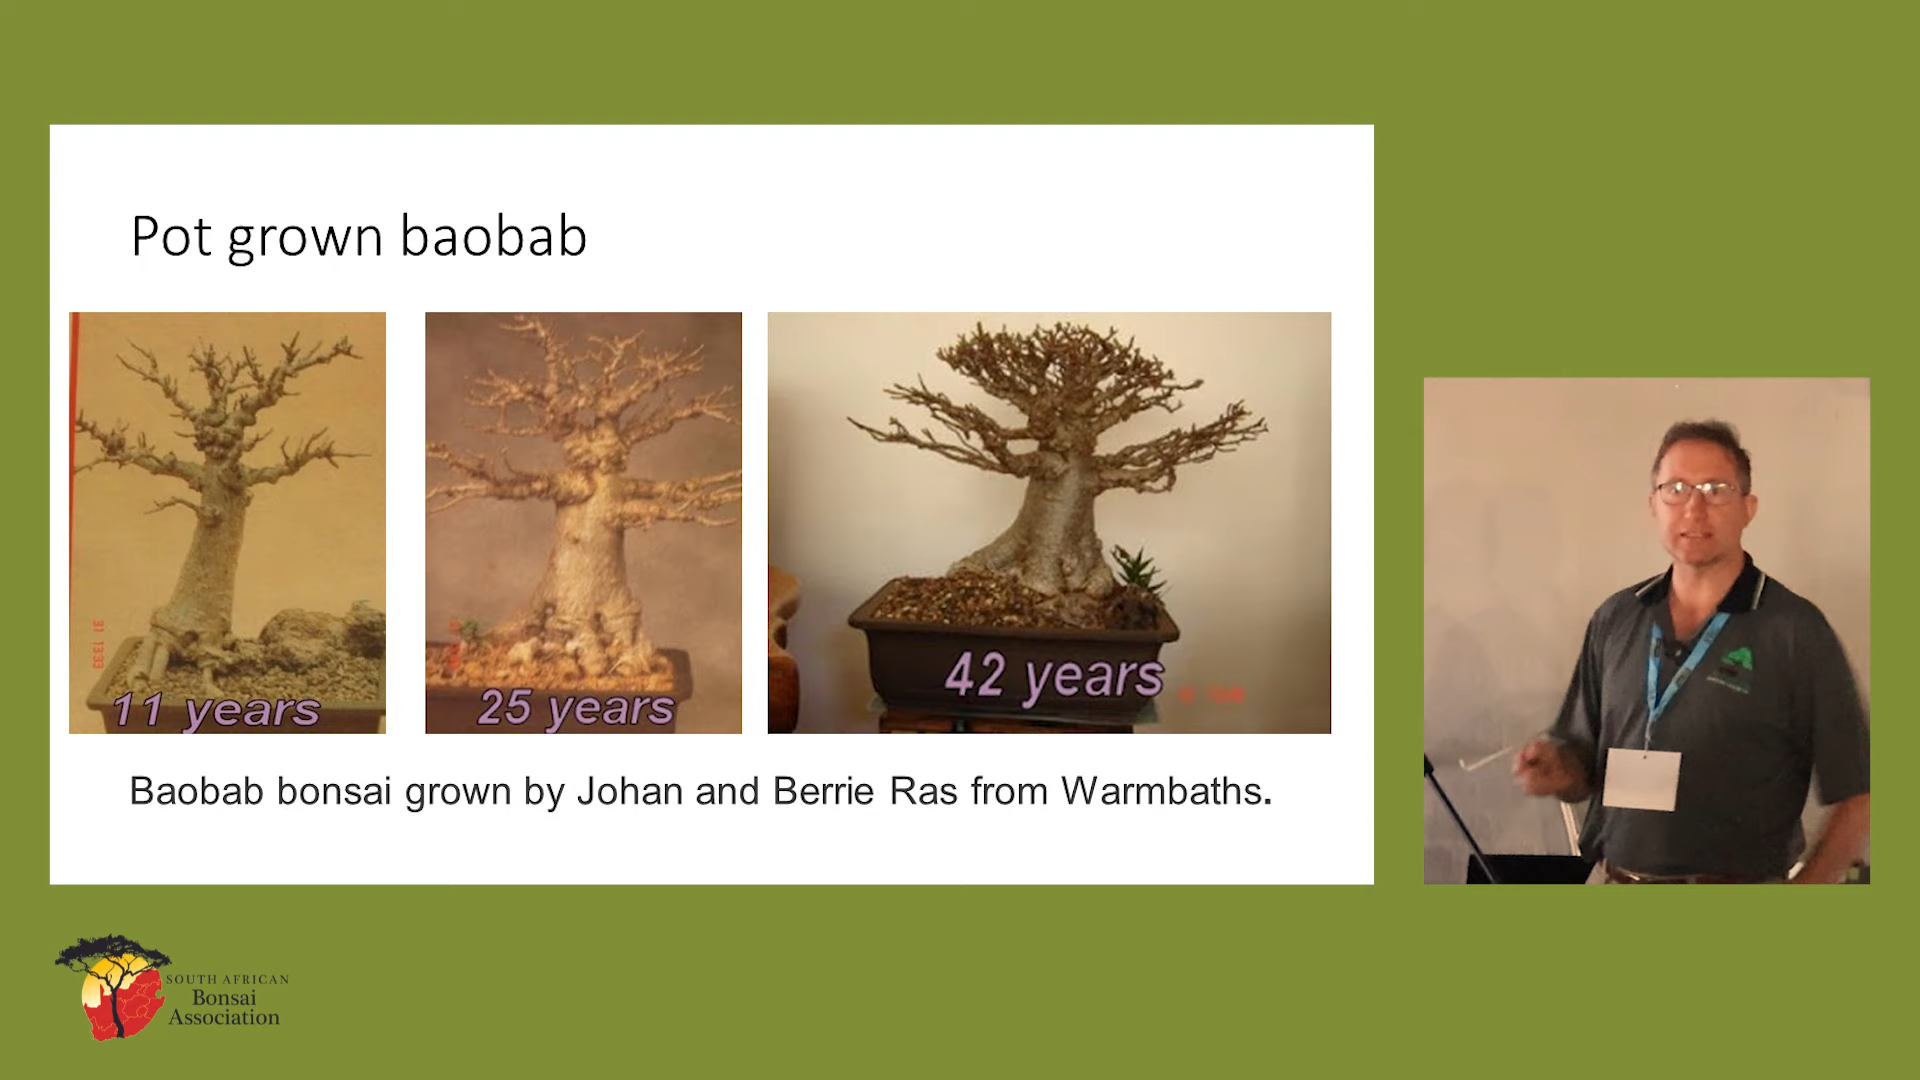 Pot grown baobab
11 years
25 years
42 years
Baobab bonsai grown by Johan and Berrie Ras from Warmbaths.
SOUTH AFRICAN
Bonsai
Association